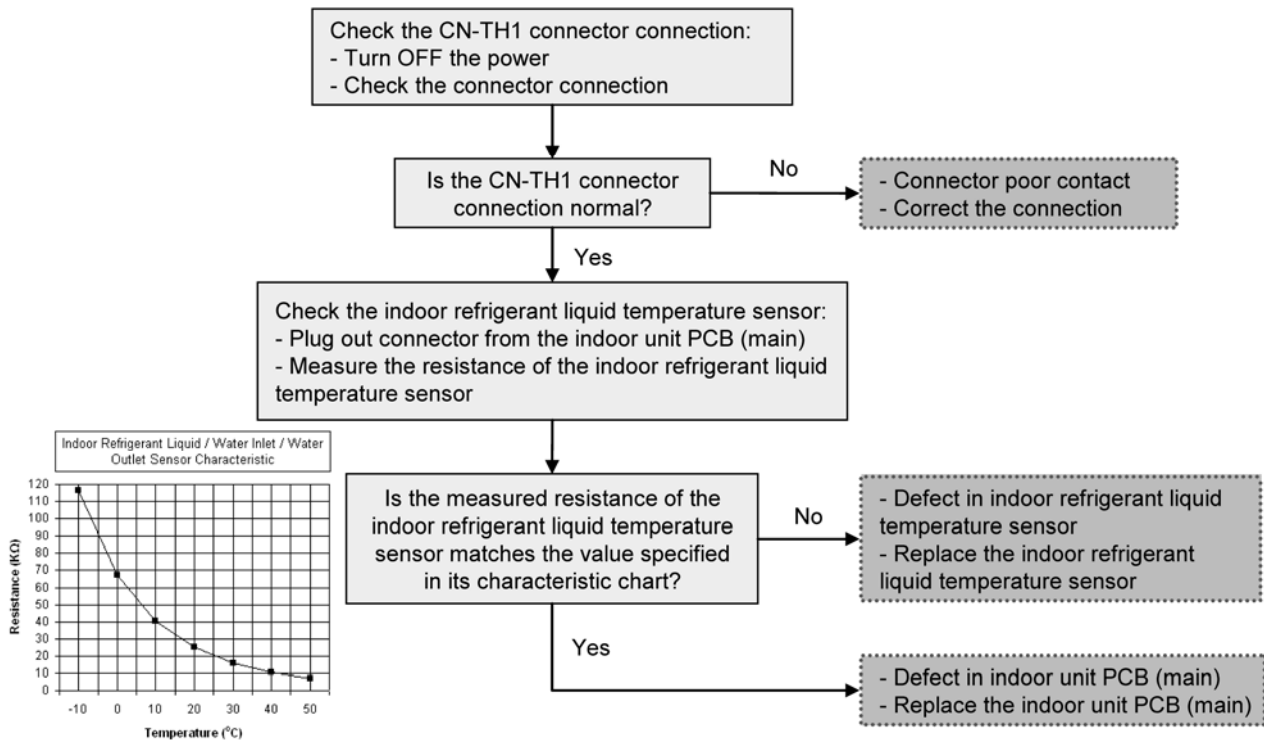 Check the CN-TH1 connector connection:
- Turn OFF the power
- Check the connector connection
Is the CN-TH1 connector
connection normal?
No
- Connector poor contact
- Correct the connection
Yes
Check the indoor refrigerant liquid temperature sensor:
- Plug out connector from the indoor unit PCB (main)
- Measure the resistance of the indoor refrigerant liquid
temperature sensor
Is the measured resistance of the
indoor refrigerant liquid temperature
sensor matches the value specified
in its characteristic chart?
No
- Defect in indoor refrigerant liquid
temperature sensor
- Replace the indoor refrigerant
liquid temperature sensor
Yes
- Defect in indoor unit PCB (main)
- Replace the indoor unit PCB (main)
Indoor Refrigerant Liquid / Water Inlet / Water
Outlet Sensor Characteristic
Resistance (KΩ)
120
110
100
90
80
70
60
50
40
30
20
10
0
-10 0 10 20 30 40 50
Temperature (°C)